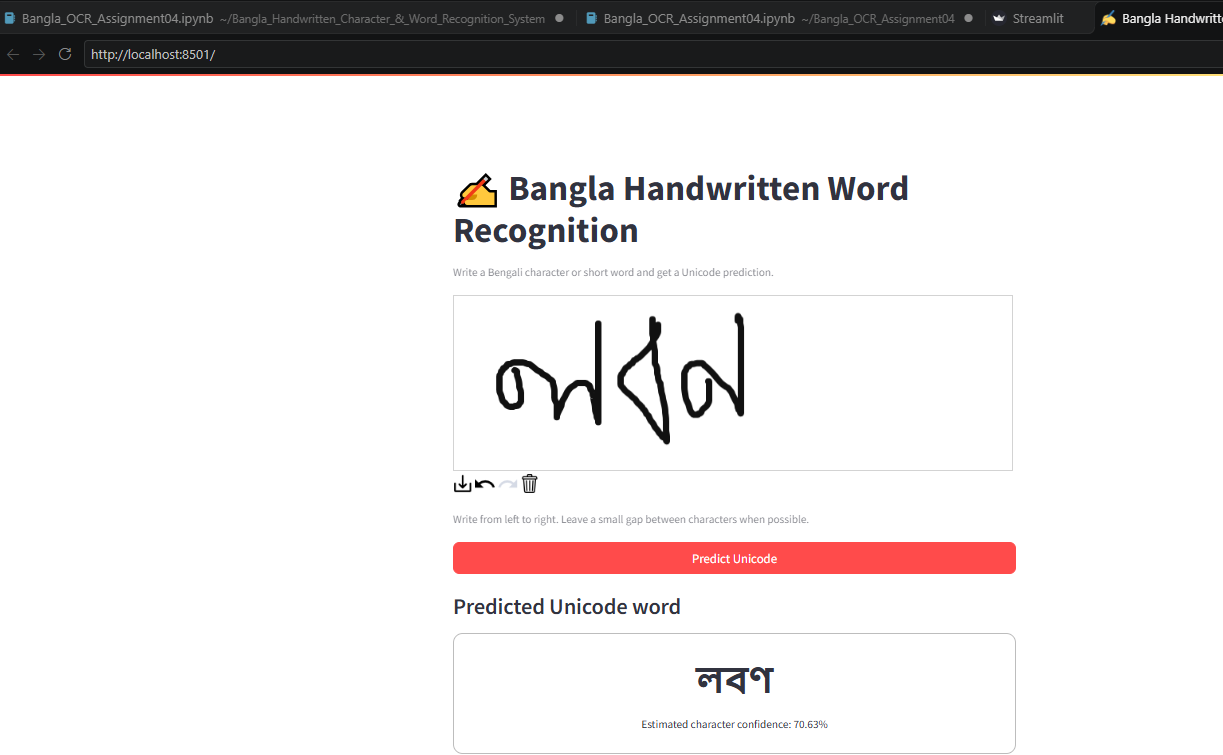 Bangla_OCR_Assignment04.ipynb ~/Bangla_Handwritten_Character_&_Word_Recognition_System Bangla_OCR_Assignment04.ipynb ~/Bangla_OCR_Assignment04 Streamlit Bangla Handwritte
http://localhost:8501/
Bangla Handwritten Word
Recognition
Write a Bengali character or short word and get a Unicode prediction.
লবন
Write from left to right. Leave a small gap between characters when possible.
Predict Unicode
Predicted Unicode word
লবণ
Estimated character confidence: 70.63%